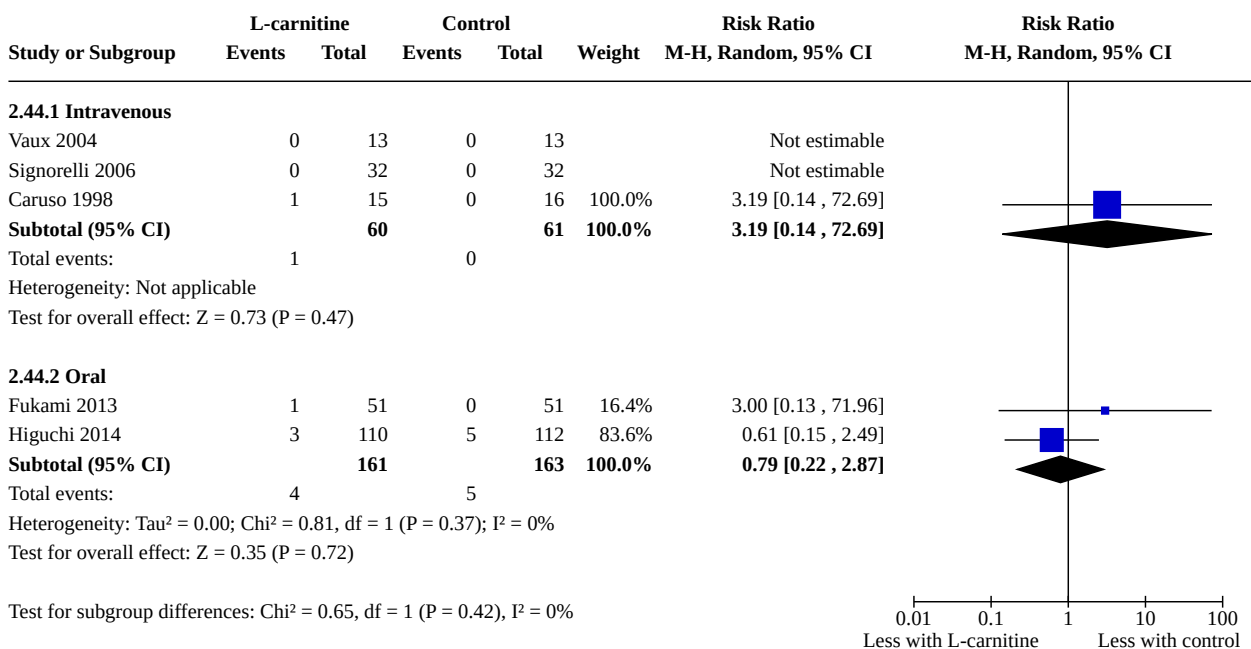 L-carnitine Control Risk Ratio Risk Ratio
Study or Subgroup Events Total Events Total Weight M-H, Random, 95% CI M-H, Random, 95% CI
2.44.1 Intravenous
Vaux 2004 0 13 0 13 Not estimable
Signorelli 2006 0 32 0 32 Not estimable
Caruso 1998 1 15 0 16 100.0% 3.19 [0.14 , 72.69]
Subtotal (95% CI) 60 61 100.0% 3.19 [0.14 , 72.69]
Total events: 1 0
Heterogeneity: Not applicable
Test for overall effect: Z = 0.73 (P = 0.47)
2.44.2 Oral
Fukami 2013 1 51 0 51 16.4% 3.00 [0.13 , 71.96]
Higuchi 2014 3 110 5 112 83.6% 0.61 [0.15 , 2.49]
Subtotal (95% CI) 161 163 100.0% 0.79 [0.22 , 2.87]
Total events: 4 5
Heterogeneity: Tau² = 0.00; Chi² = 0.81, df = 1 (P = 0.37); I² = 0%
Test for overall effect: Z = 0.35 (P = 0.72)
Test for subgroup differences: Chi² = 0.65, df = 1 (P = 0.42), I² = 0%
0.01 0.1 1 10 100
Less with L-carnitine Less with control